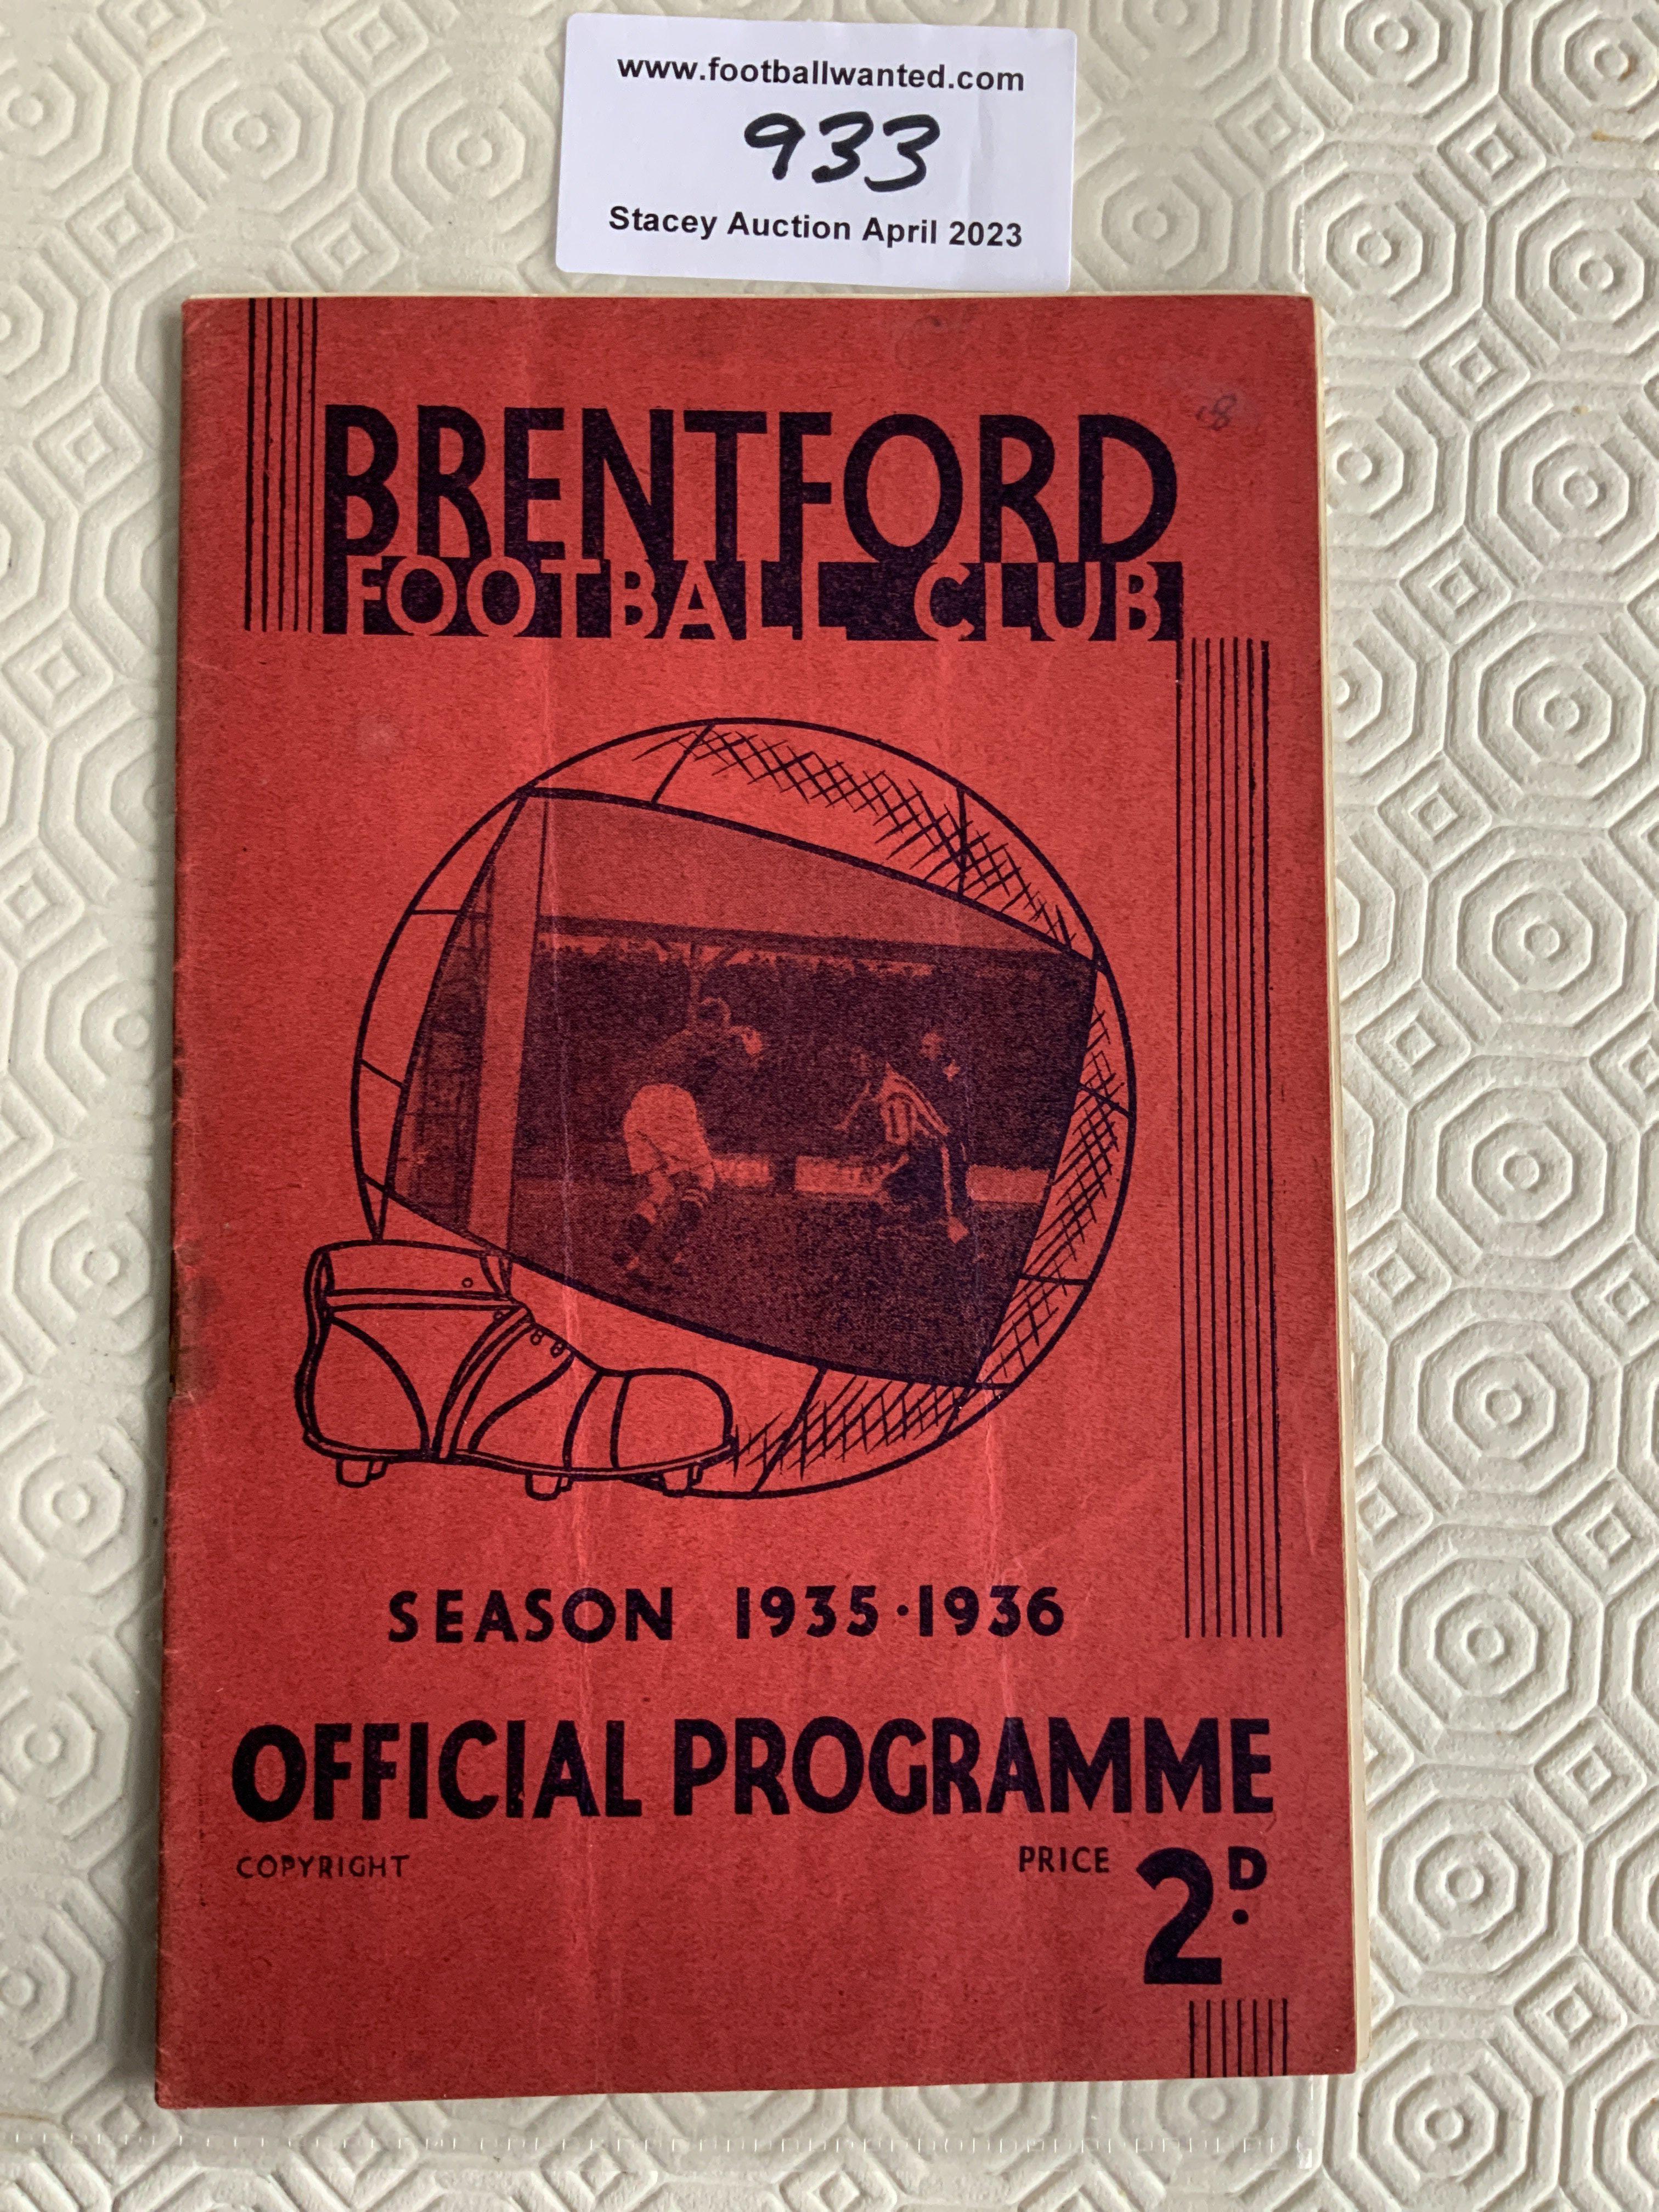 www.footballwanted.com
933
Stacey Auction April 2023
BRENTFORD
FOOTBALL CLUB
SEASON 1935·1936
OFFICIAL PROGRAMME
COPYRIGHT
PRICE 2D.